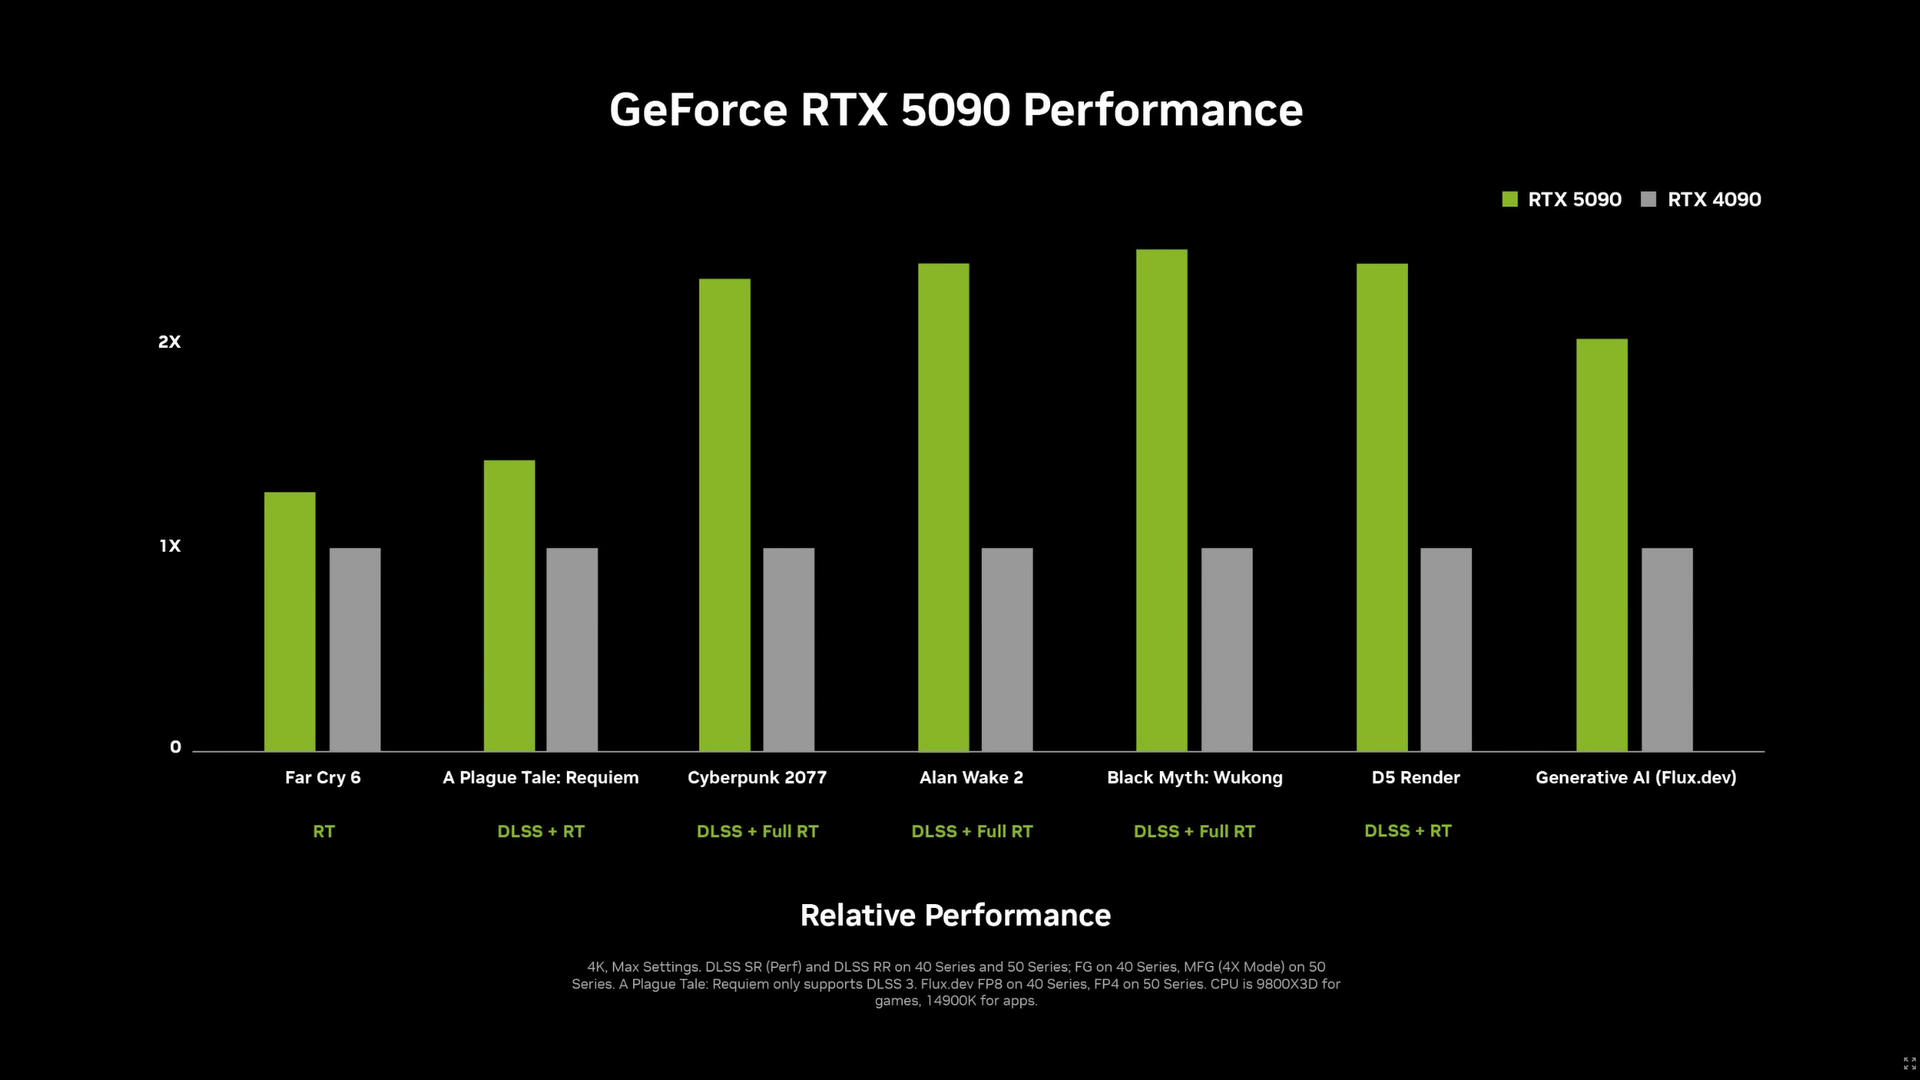 GeForce RTX 5090 Performance
RTX 5090 RTX 4090
2X
1X
0
Far Cry 6 A Plague Tale: Requiem Cyberpunk 2077 Alan Wake 2 Black Myth: Wukong D5 Render Generative AI (Flux.dev)
RT DLSS + RT DLSS + Full RT DLSS + Full RT DLSS + Full RT DLSS + RT
Relative Performance
4K, Max Settings. DLSS SR (Perf) and DLSS RR on 40 Series and 50 Series; FG on 40 Series, MFG (4X Mode) on 50
Series. A Plague Tale: Requiem only supports DLSS 3. Flux.dev FP8 on 40 Series, FP4 on 50 Series. CPU is 9800X3D for
games, 14900K for apps.